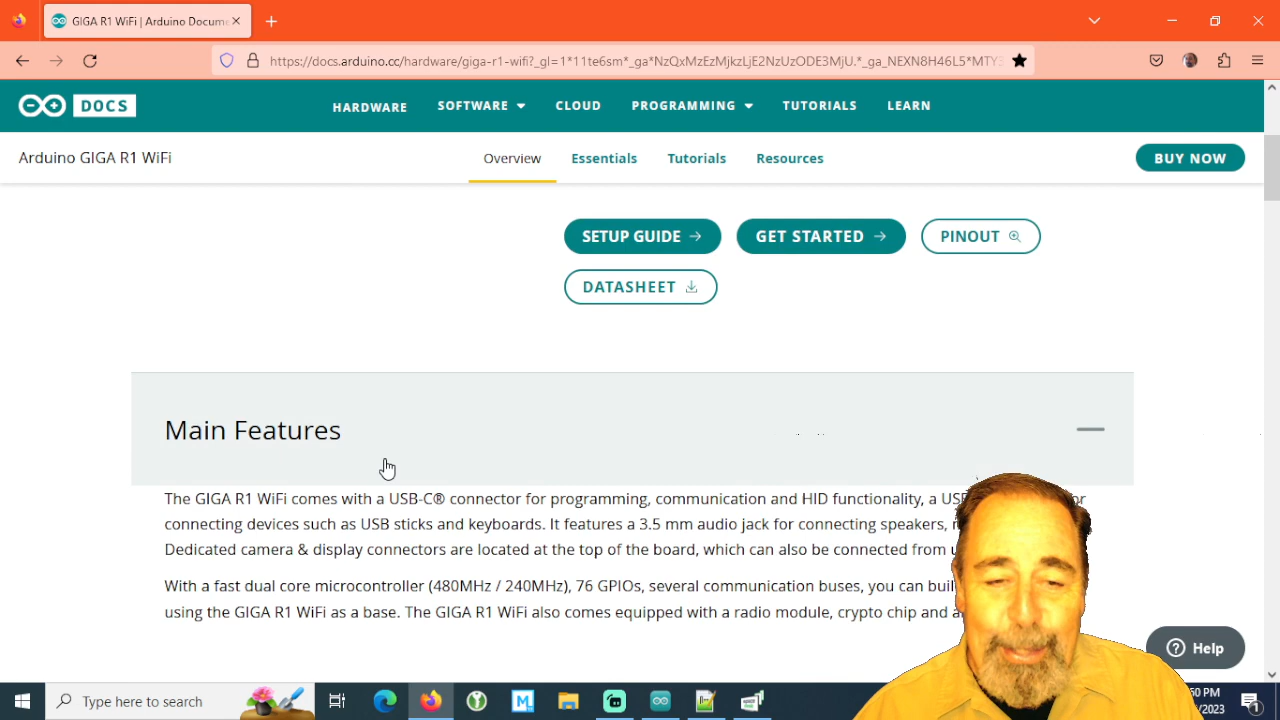 GIGA R1 WiFi | Arduino Docume
https://docs.arduino.cc/hardware/giga-r1-wifi?_gl=1*11te6sm*_ga*NzQxMzEzMjkzLjE2NzUzODE3MjU.*_ga_NEXN8H46L5*MTY3
DOCS
HARDWARE SOFTWARE CLOUD PROGRAMMING TUTORIALS LEARN
Arduino GIGA R1 WiFi Overview Essentials Tutorials Resources BUY NOW
SETUP GUIDE → GET STARTED → PINOUT
DATASHEET
Main Features
The GIGA R1 WiFi comes with a USB-C® connector for programming, communication and HID functionality, a
connecting devices such as USB sticks and keyboards. It features a 3.5 mm audio jack for connecting speakers,
Dedicated camera & display connectors are located at the top of the board, which can also be connected from
With a fast dual core microcontroller (480MHz / 240MHz), 76 GPIOs, several communication buses, you can
using the GIGA R1 WiFi as a base. The GIGA R1 WiFi also comes equipped with a radio module, crypto chip and
Help
Type here to search